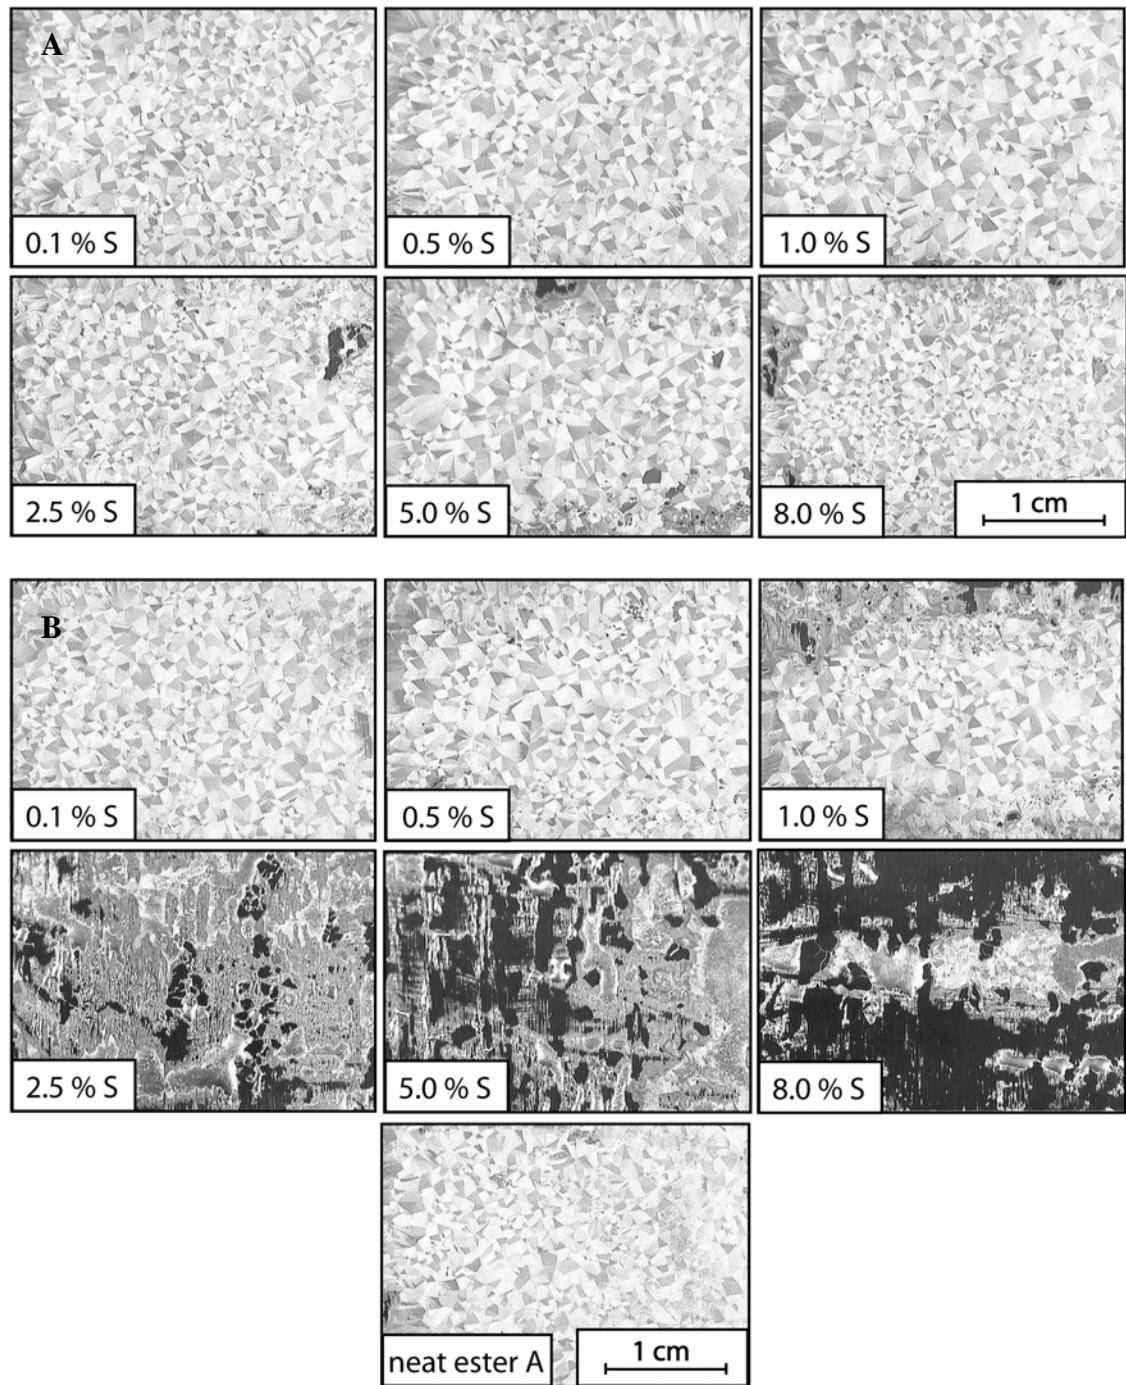 A
0.1 % S
0.5 % S
1.0 % S
2.5 % S
5.0 % S
8.0 % S
1 cm
B
0.1 % S
0.5 % S
1.0 % S
2.5 % S
5.0 % S
8.0 % S
neat ester A
1 cm